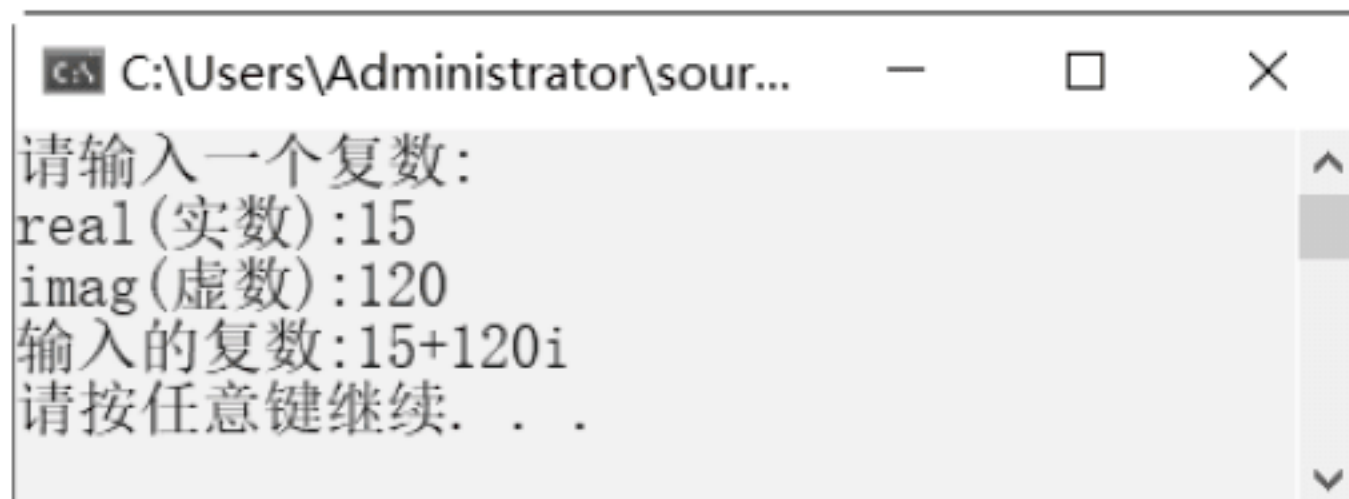 C:\Users\Administrator\sour...
请输入一个复数:
real(实数):15
imag(虚数):120
输入的复数:15+120i
请按任意键继续. . .